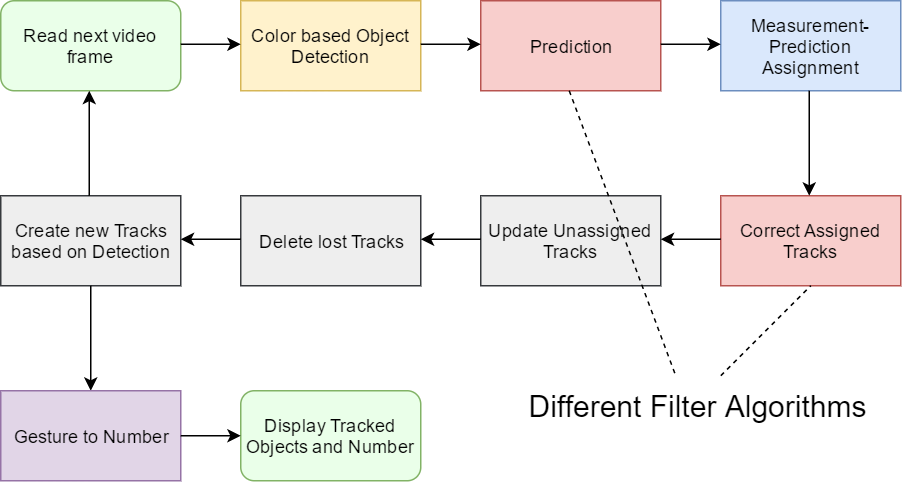 Read next video
frame
Color based Object
Detection
Prediction
Measurement-
Prediction
Assignment
Create new Tracks
based on Detection
Delete lost Tracks
Update Unassigned
Tracks
Correct Assigned
Tracks
Different Filter Algorithms
Gesture to Number
Display Tracked
Objects and Number